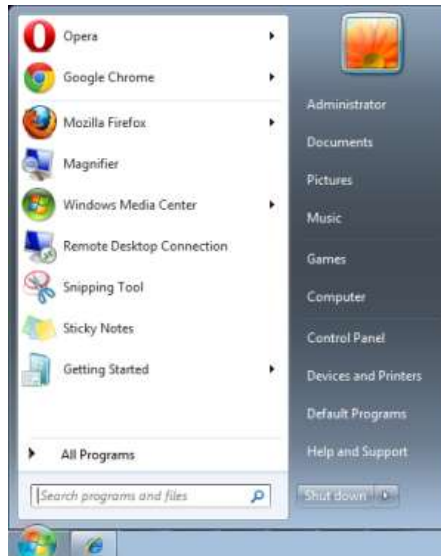 Opera
Google Chrome
Mozilla Firefox
Magnifier
Windows Media Center
Remote Desktop Connection
Snipping Tool
Sticky Notes
Getting Started
All Programs
Search programs and files
Administrator
Documents
Pictures
Music
Games
Computer
Control Panel
Devices and Printers
Default Programs
Help and Support
Shut down